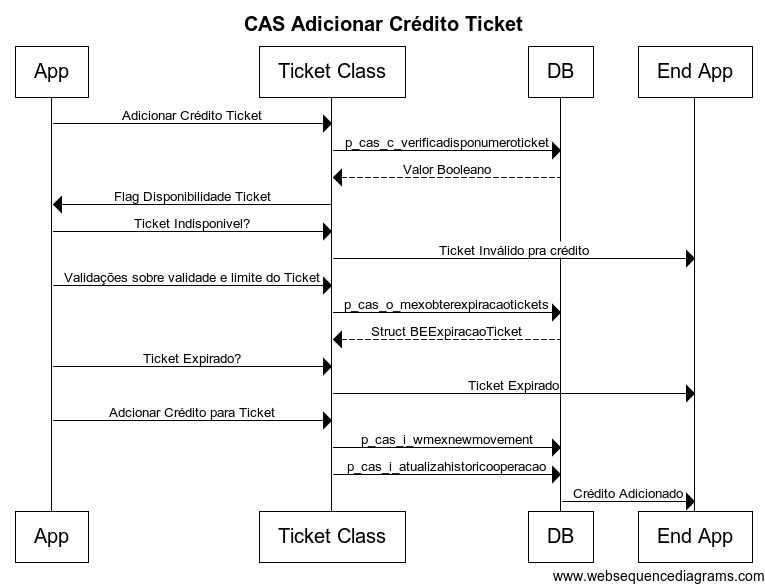 CAS Adicionar Crédito Ticket
App
Ticket Class
DB
End App
Adicionar Crédito Ticket
p_cas_c_verificadisponumeroticket
Valor Booleano
Flag Disponibilidade Ticket
Ticket Indisponivel?
Ticket Inválido pra crédito
Validações sobre validade e limite do Ticket
p_cas_o_mexobterexpiracaotickets
Struct BEExpiracaoTicket
Ticket Expirado?
Ticket Expirado
Adcionar Crédito para Ticket
p_cas_i_wmexnewmovement
p_cas_i_atualizahistoricooperacao
Crédito Adicionado
App
Ticket Class
DB
End App
www.websequencediagrams.com